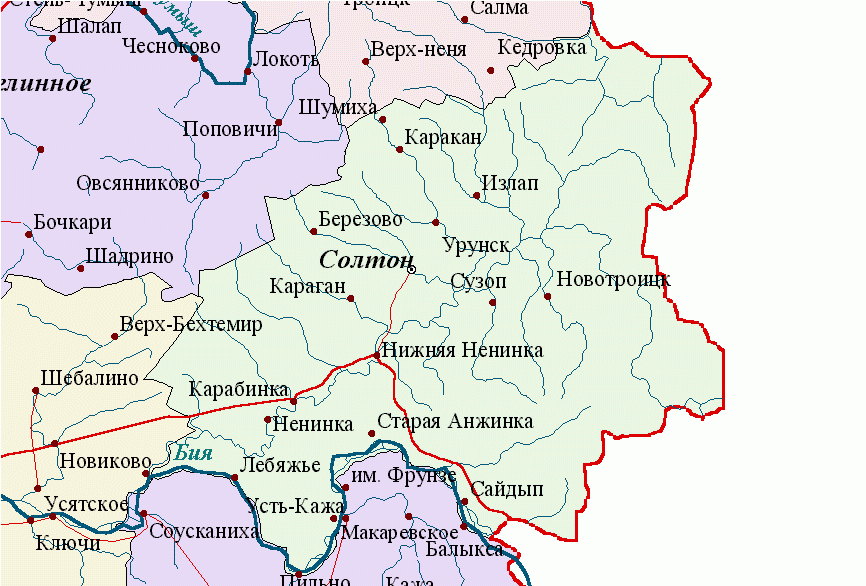 Салма
Шалап
Чесноково
Верх-неня
Кедровка
Локоть
Шумиха
Поповичи
Каракан
Овсянниково
Излап
Бочкари
Березово
Урунск
Шадрино
Солтон
Караган
Сузоп
Новотроицк
Верх-Бехтемир
Нижняя Ненинка
Шебалино
Карабинка
Ненинка
Старая Анжинка
Бия
Новиково
Лебяжье
им. Фрунзе
Сайдып
Усятское
Усть-Кажа
Соусканиха
Макаревское
Ключи
Балыкса
Пильно
Кажа